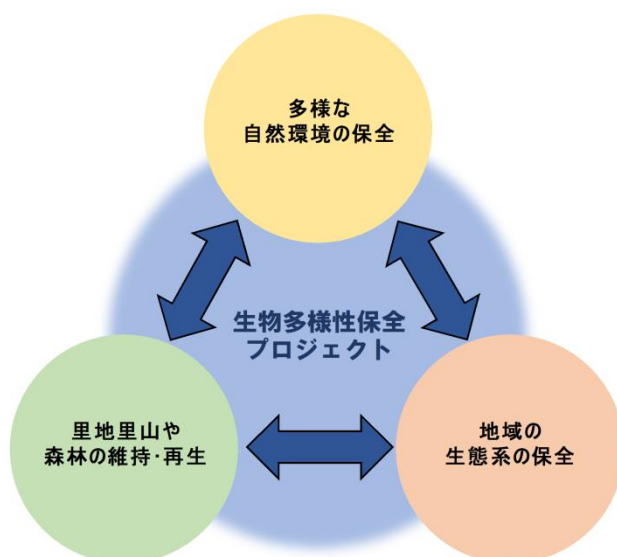 多様な
自然環境の保全
生物多様性保全
プロジェクト
里地里山や
森林の維持・再生
地域の
生態系の保全